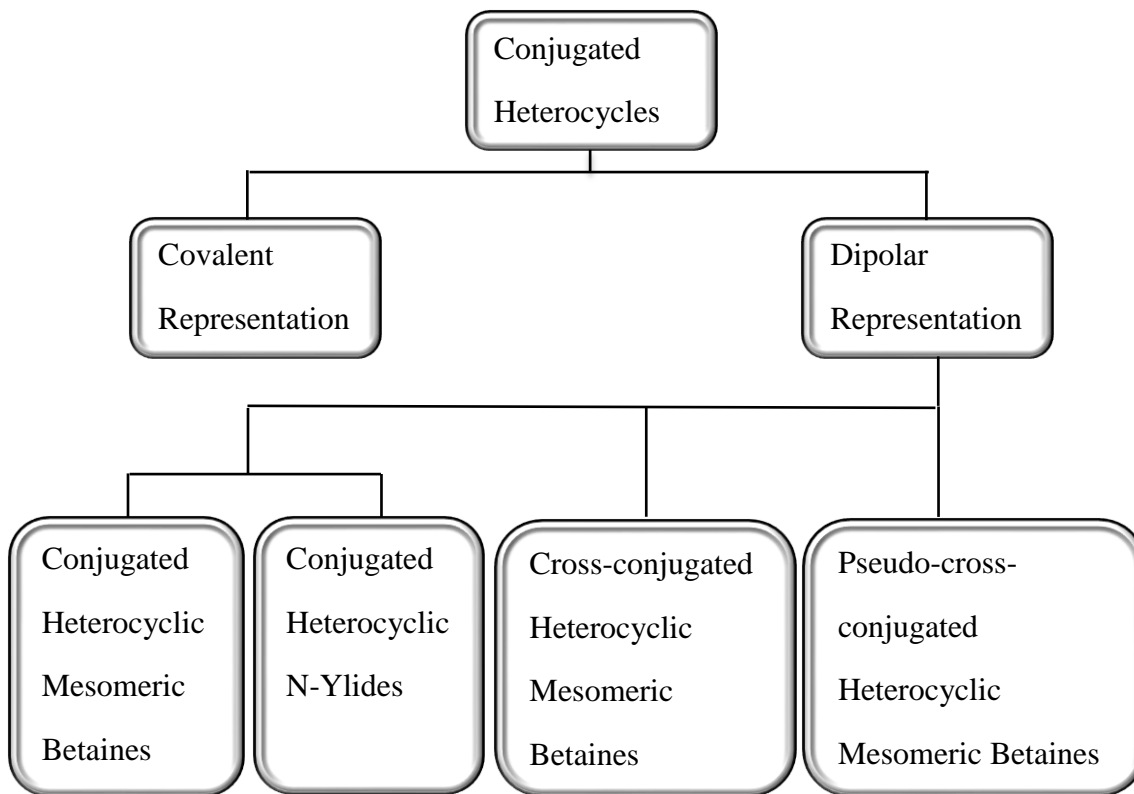 Conjugated
Heterocycles
Covalent
Representation
Dipolar
Representation
Conjugated
Heterocyclic
Mesomeric
Betaines
Conjugated
Heterocyclic
N-Ylides
Cross-conjugated
Heterocyclic
Mesomeric
Betaines
Pseudo-cross-
conjugated
Heterocyclic
Mesomeric Betaines